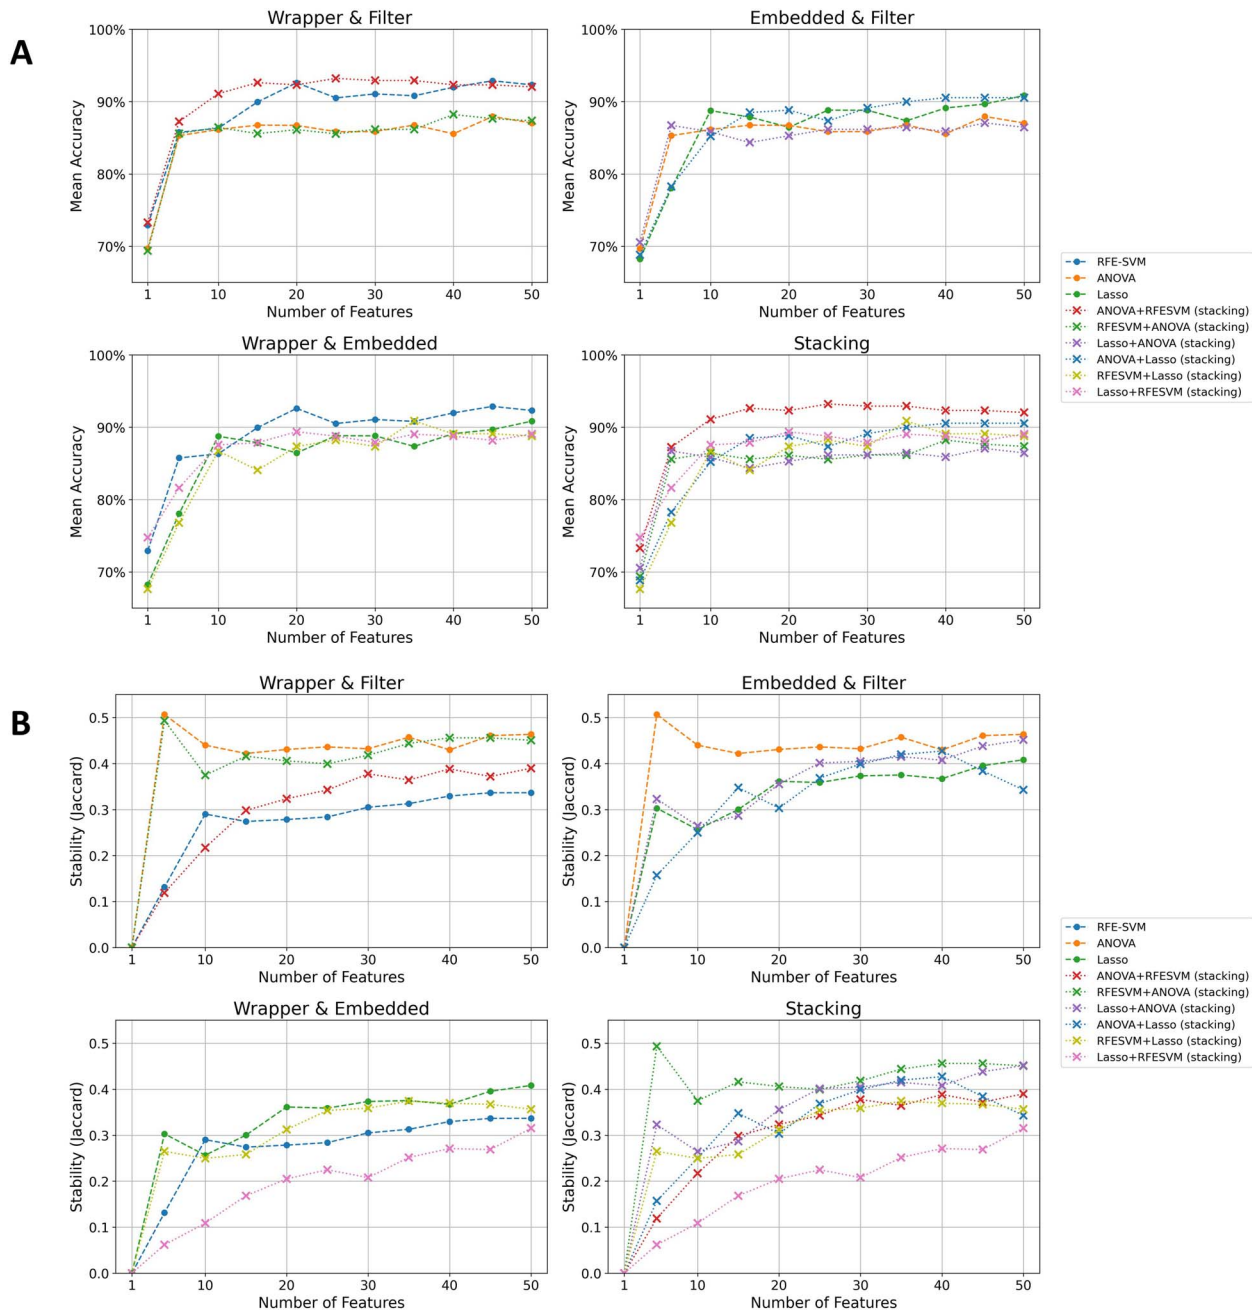 A
Wrapper & Filter
100%
90%
80%
70%
Mean Accuracy
1 10 20 30 40 50
Number of Features
Embedded & Filter
100%
90%
80%
70%
Mean Accuracy
1 10 20 30 40 50
Number of Features
Wrapper & Embedded
100%
90%
80%
70%
Mean Accuracy
1 10 20 30 40 50
Number of Features
Stacking
100%
90%
80%
70%
Mean Accuracy
1 10 20 30 40 50
Number of Features
RFE-SVM
ANOVA
Lasso
ANOVA+RFESVM (stacking)
RFESVM+ANOVA (stacking)
Lasso+ANOVA (stacking)
ANOVA+Lasso (stacking)
RFESVM+Lasso (stacking)
Lasso+RFESVM (stacking)
B
Wrapper & Filter
0.5
0.4
0.3
0.2
0.1
0.0
Stability (Jaccard)
1 10 20 30 40 50
Number of Features
Embedded & Filter
0.5
0.4
0.3
0.2
0.1
0.0
Stability (Jaccard)
1 10 20 30 40 50
Number of Features
Wrapper & Embedded
0.5
0.4
0.3
0.2
0.1
0.0
Stability (Jaccard)
1 10 20 30 40 50
Number of Features
Stacking
0.5
0.4
0.3
0.2
0.1
0.0
Stability (Jaccard)
1 10 20 30 40 50
Number of Features
RFE-SVM
ANOVA
Lasso
ANOVA+RFESVM (stacking)
RFESVM+ANOVA (stacking)
Lasso+ANOVA (stacking)
ANOVA+Lasso (stacking)
RFESVM+Lasso (stacking)
Lasso+RFESVM (stacking)